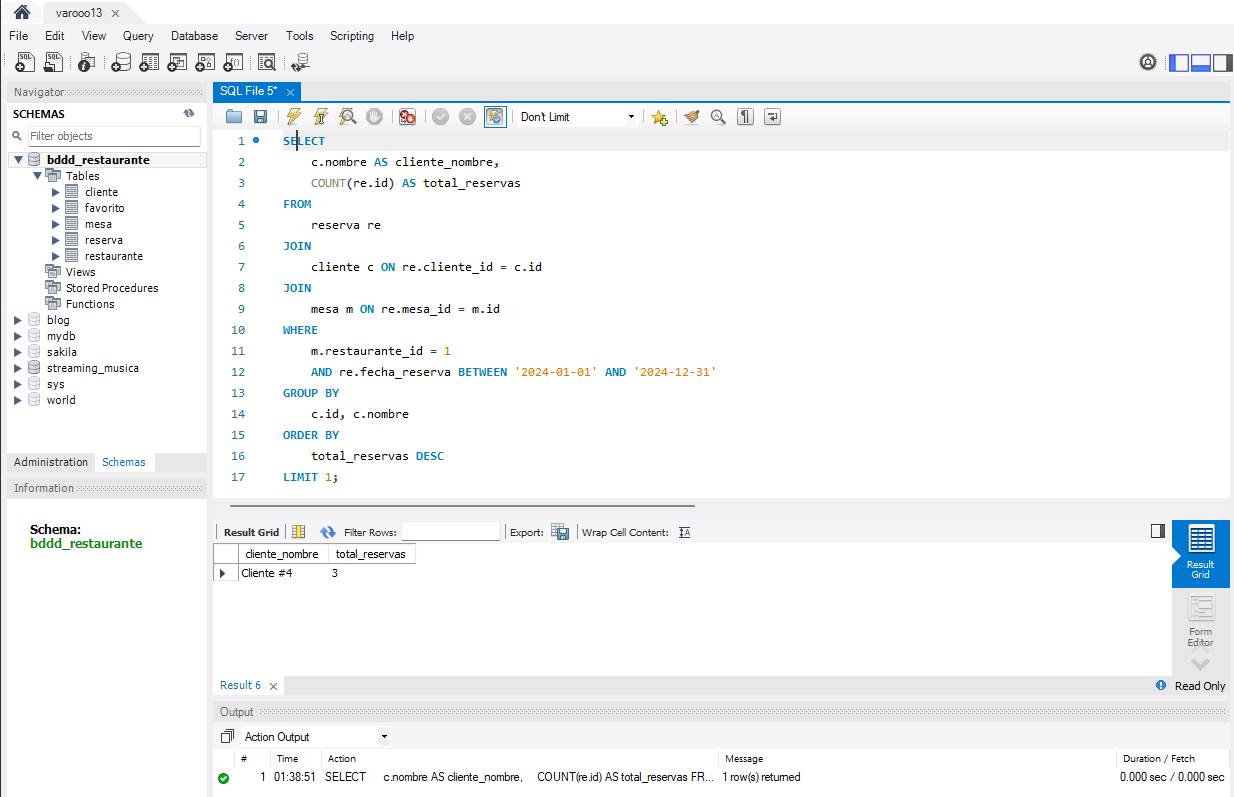 varooo13
File Edit View Query Database Server Tools Scripting Help
Navigator
SCHEMAS
Filter objects
bddd_restaurante
Tables
cliente
favorito
mesa
reserva
restaurante
Views
Stored Procedures
Functions
blog
mydb
sakila
streaming_musica
sys
world
Administration Schemas
Information
Schema:
bddd_restaurante
SQL File 5*
Don't Limit
1 SELECT
2 c.nombre AS cliente_nombre,
3 COUNT(re.id) AS total_reservas
4 FROM
5 reserva re
6 JOIN
7 cliente c ON re.cliente_id = c.id
8 JOIN
9 mesa m ON re.mesa_id = m.id
10 WHERE
11 m.restaurante_id = 1
12 AND re.fecha_reserva BETWEEN '2024-01-01' AND '2024-12-31'
13 GROUP BY
14 c.id, c.nombre
15 ORDER BY
16 total_reservas DESC
17 LIMIT 1;
Result Grid Filter Rows: Export: Wrap Cell Content:
cliente_nombre total_reservas
Cliente #4 3
Result
Grid
Form
Editor
Result 6
Read Only
Output
Action Output
# Time Action Message Duration / Fetch
1 01:38:51 SELECT c.nombre AS cliente_nombre, COUNT(re.id) AS total_reservas FR... 1 row(s) returned 0.000 sec / 0.000 sec